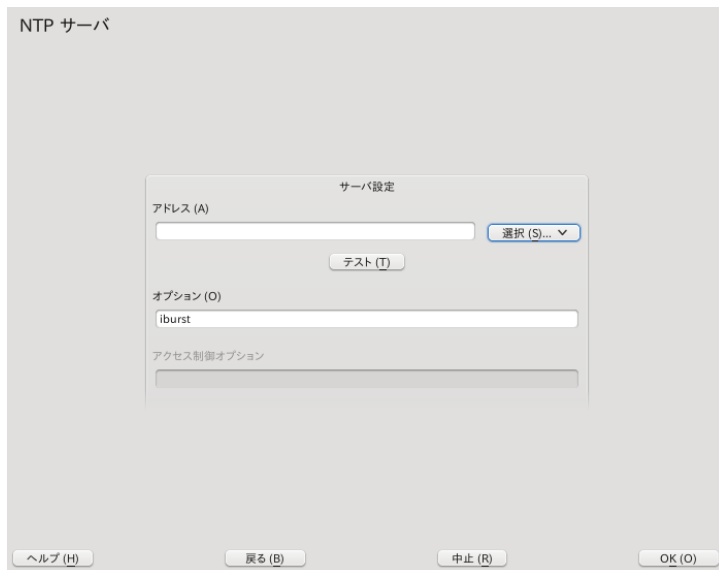 NTP サーバ
サーバ設定
アドレス (A)
選択 (S)...
テスト (T)
オプション (O)
iburst
アクセス制御オプション
ヘルプ (H) 戻る (B) 中止 (R) OK (O)